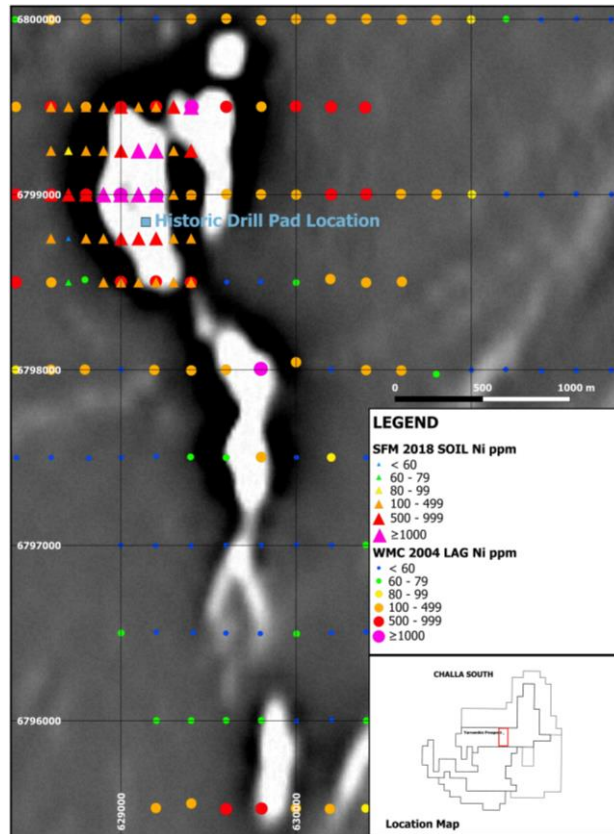 6800000
6799000
Historic Drill Pad Location
6798000
0 500 1000 m
LEGEND
SFM 2018 SOIL Ni ppm
< 60
60 - 79
80 - 99
100 - 499
500 - 999
≥1000
WMC 2004 LAG Ni ppm
< 60
60 - 79
80 - 99
100 - 499
500 - 999
≥1000
6797000
6796000
629000
630000
CHALLA SOUTH
Prospect
Location Map